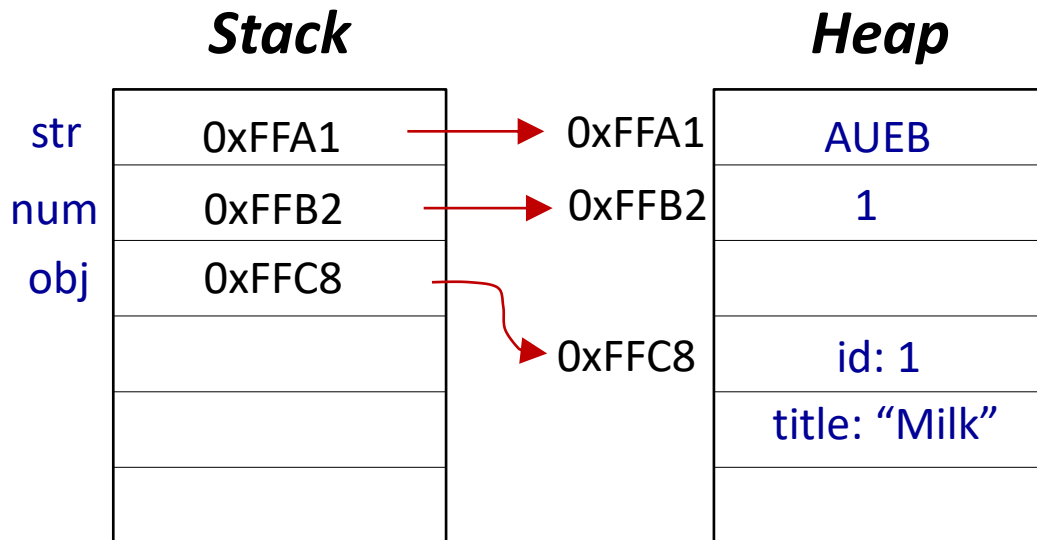 Stack Heap
str 0xFFA1 0xFFA1 AUEB
num 0xFFB2 0xFFB2 1
obj 0xFFC8
0xFFC8 id: 1
title: “Milk”